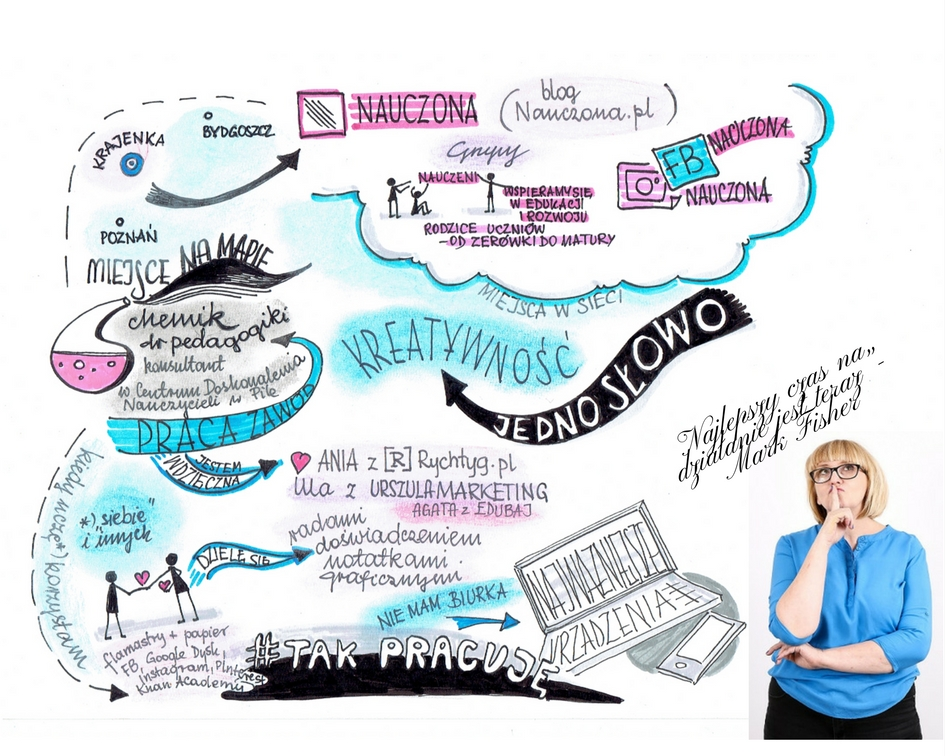 KRAJENKA
BYDGOSZCZ
POZNAŃ
MIEJSCE NA MAPIE
NAUCZONA
(blog
Nauczona.pl)
Grupy
NAUCZENI
WSPIERAMY SIĘ
W EDUKACJI
I ROZWOJU
RODZICE UCZNIÓW
– OD ZERÓWKI DO MATURY
FB NAUCZONA
NAUCZONA
MIEJSCA W SIECI
chemik
dr pedagogiki
konsultant
w Centrum Doskonalenia
Nauczycieli w Pile
PRACA ZAWÓD
KREATYWNOŚĆ
JEDNO SŁOWO
Najlepszy czas na„
działanie jest teraz -
Mark Fisher
JESTEM
WDZIĘCZNA
ANIA z [R] Rychtyg.pl
Ula z URSZULAMARKETING
AGATA z EDUBAJ
kiedy uczę*) korzystam
*) siebie
i innych"
DZIELĘ SIĘ
radami
doświadczeniem
notatkami
graficznymi
NIE MAM BIURKA
NAJWAŻNIEJSZE
URZĄDZENIA
flamastry + papier
FB, Google Dysk,
Instagram, Pinterest
Khan Academy
#TAK PRACUJĘ